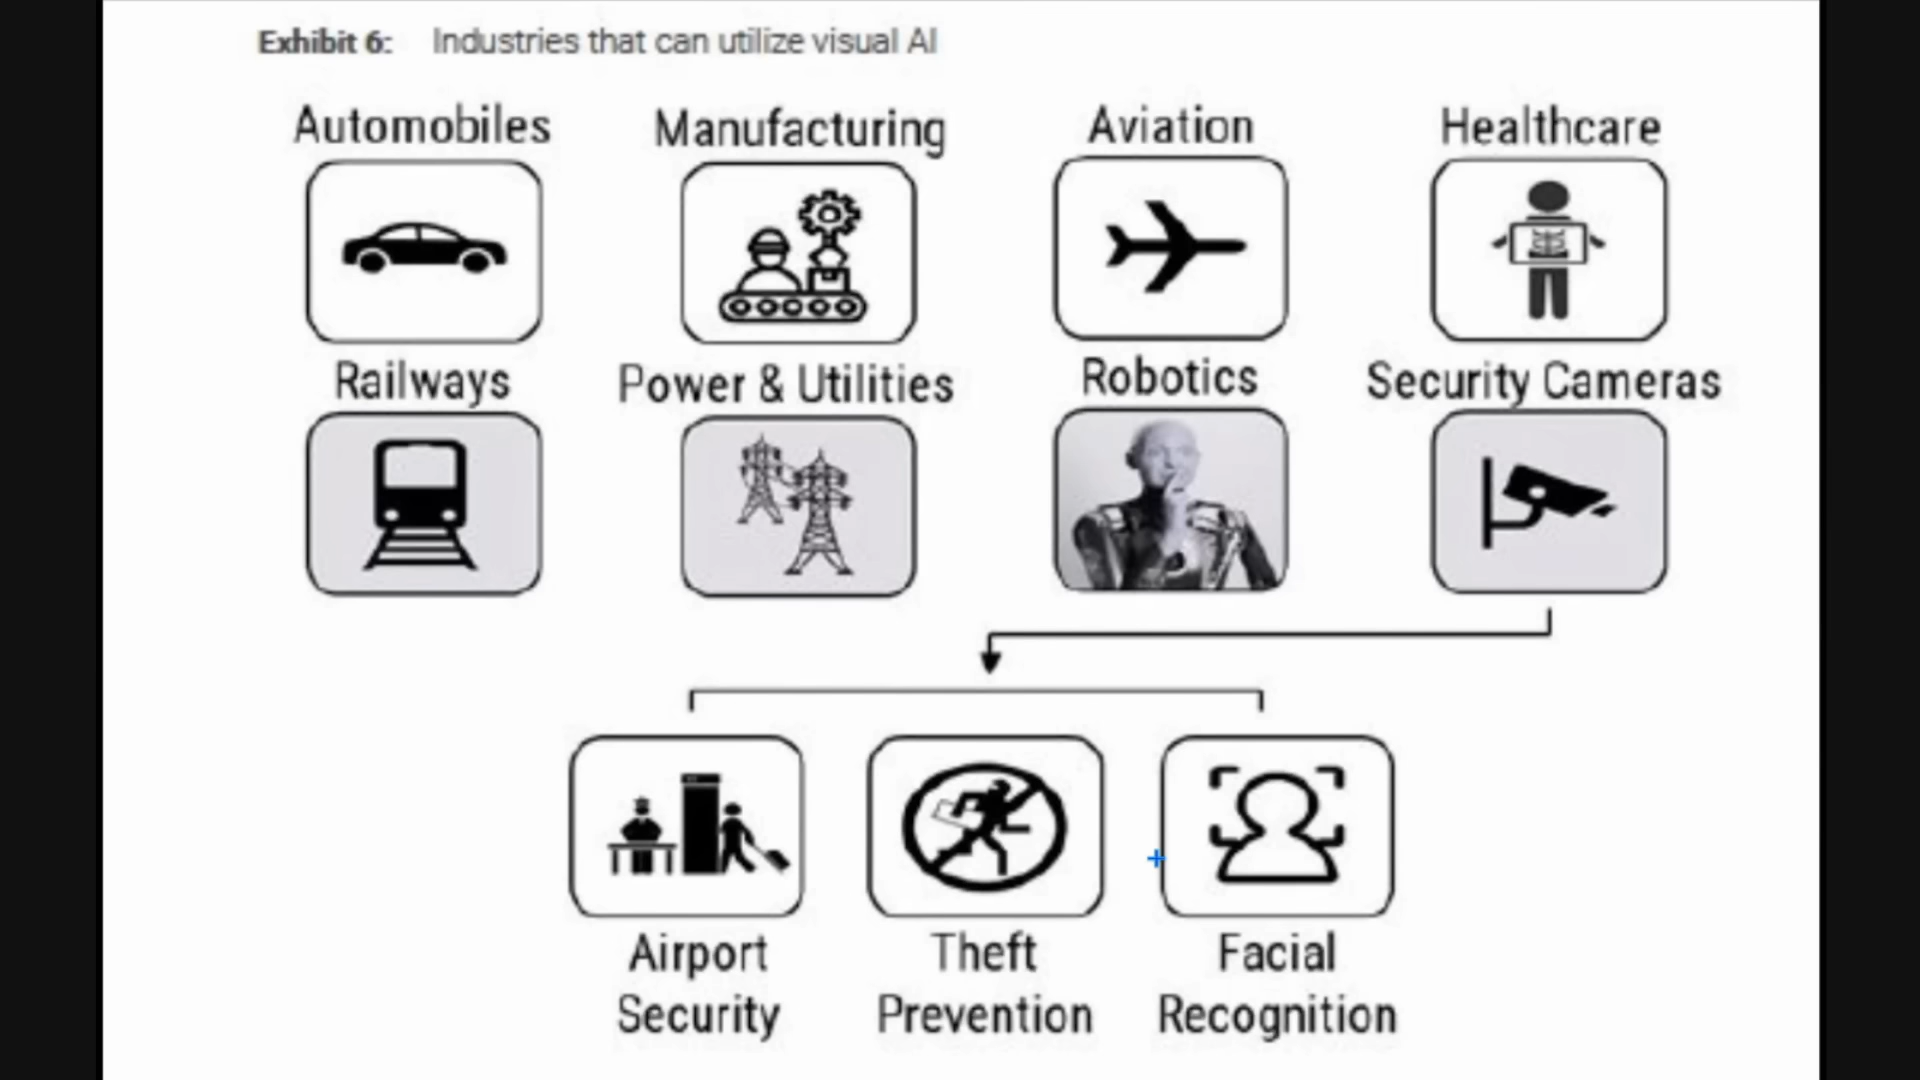 Exhibit 6: Industries that can utilize visual AI
Automobiles Manufacturing Aviation Healthcare
Railways Power & Utilities Robotics Security Cameras
Airport Theft Facial
Security Prevention Recognition